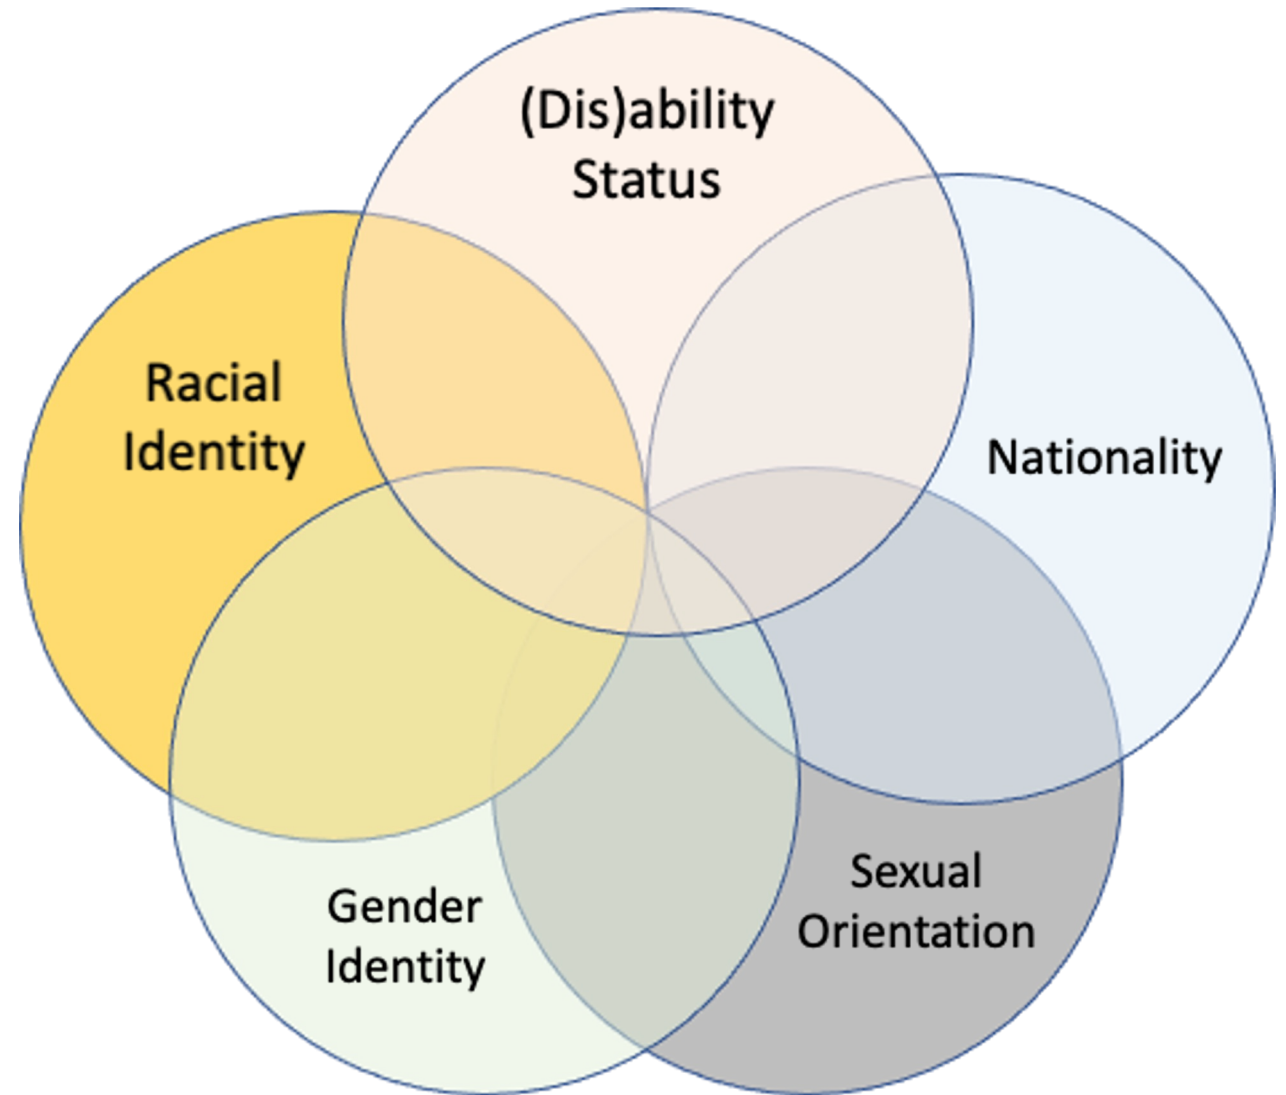 (Dis)ability
Status
Racial
Identity
Nationality
Gender
Identity
Sexual
Orientation